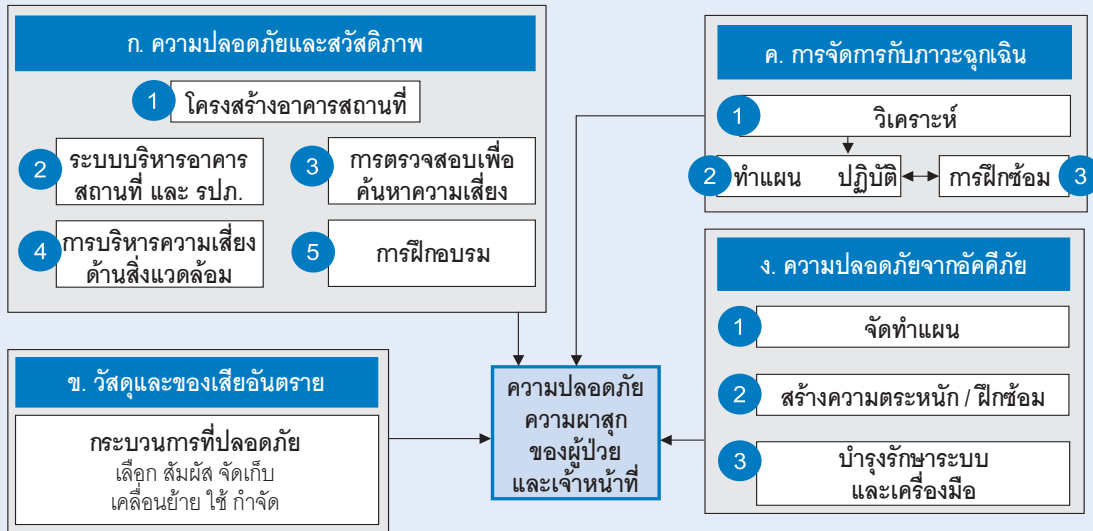 ก. ความปลอดภัยและสวัสดิภาพ
1 โครงสร้างอาคารสถานที่
2 ระบบบริหารอาคาร
สถานที่ และ รปภ.
3 การตรวจสอบเพื่อ
ค้นหาความเสี่ยง
4 การบริหารความเสี่ยง
ด้านสิ่งแวดล้อม
5 การฝึกอบรม
ข. วัสดุและของเสียอันตราย
กระบวนการที่ปลอดภัย
เลือก สัมผัส จัดเก็บ
เคลื่อนย้าย ใช้ กำจัด
ความปลอดภัย
ความผาสุก
ของผู้ป่วย
และเจ้าหน้าที่
ค. การจัดการกับภาวะฉุกเฉิน
1 วิเคราะห์
2 ทำแผน ปฏิบัติ
การฝึกซ้อม 3
ง. ความปลอดภัยจากอัคคีภัย
1 จัดทำแผน
2 สร้างความตระหนัก / ฝึกซ้อม
3 บำรุงรักษาระบบ
และเครื่องมือ